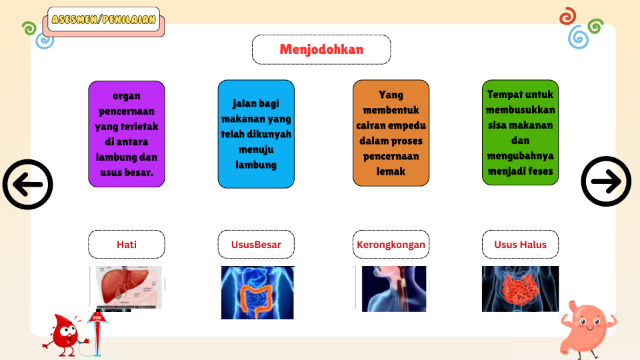 ASESMEN/PENILAIAN
Menjodohkan
organ
pencernaan
yang terletak
di antara
lambung dan
usus besar.
jalan bagi
makanan yang
telah dikunyah
menuju
lambung
Yang
membentuk
cairan empedu
dalam proses
pencernaan
lemak
Tempat untuk
membusukkan
sisa makanan
dan
mengubahnya
menjadi feses
Hati
UsusBesar
Kerongkongan
Usus Halus